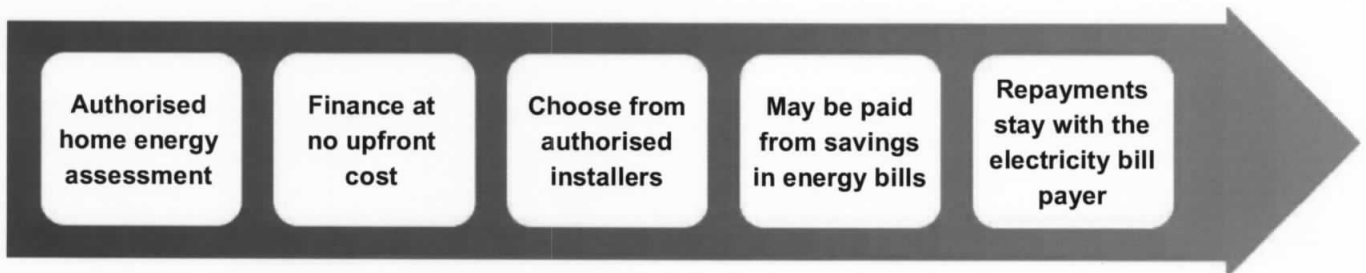 Authorised
home energy
assessment
Finance at
no upfront
cost
Choose from
authorised
installers
May be paid
from savings
in energy bills
Repayments
stay with the
electricity bill
payer